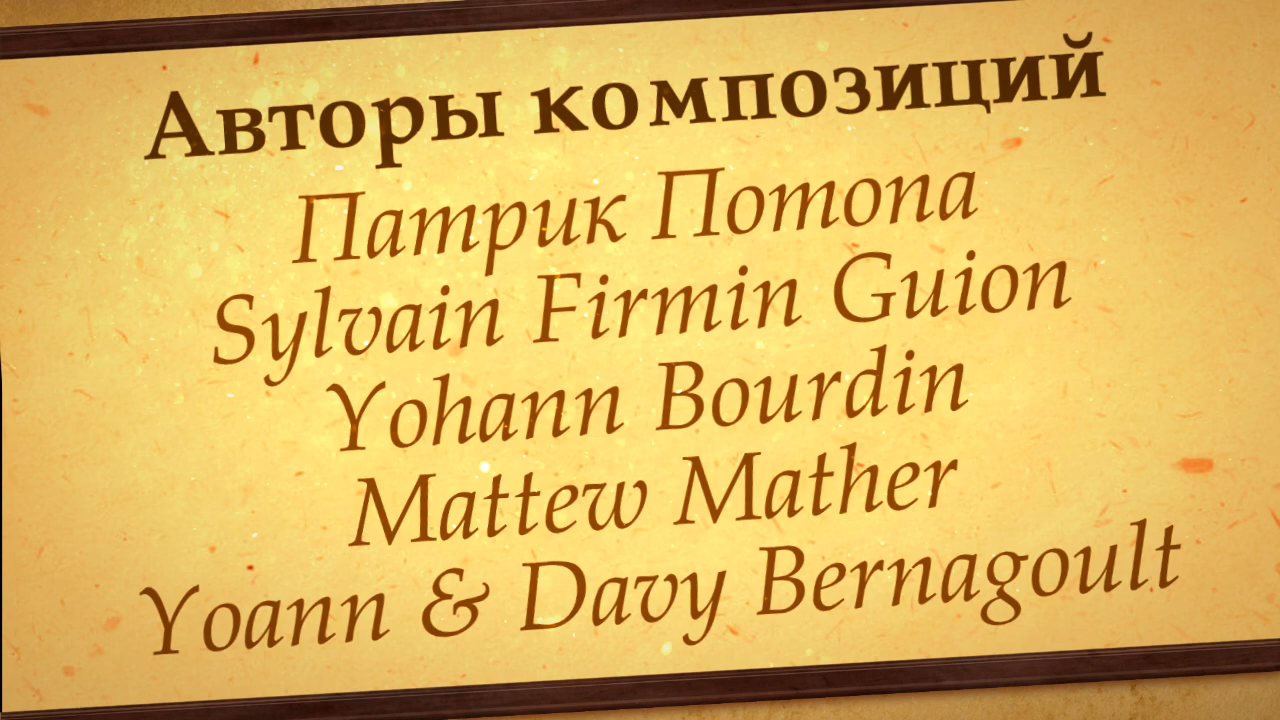 Авторы композиций
Патрик Потопа
Sylvain Firmin Guion
Yohann Bourdin
Mattew Mather
Yoann & Davy Bernagoult